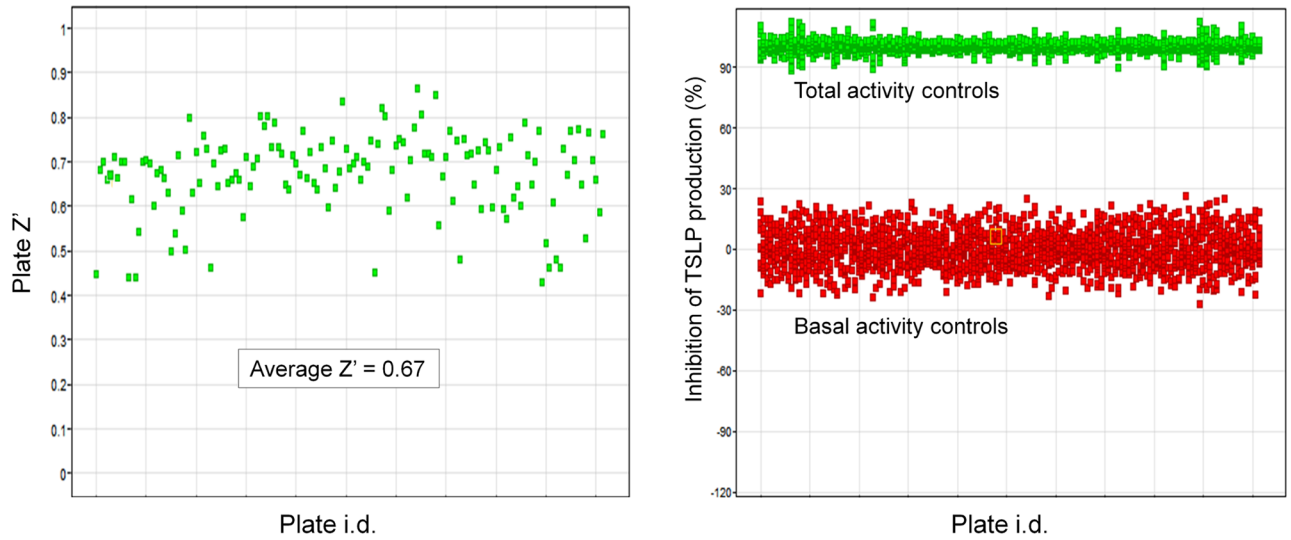 1
0.9
0.8
0.7
0.6
0.5
0.4
0.3
0.2
0.1
0
Plate Z’
Average Z’ = 0.67
Plate i.d.
90
60
30
0
-30
-60
-90
-120
Inhibition of TSLP production (%)
Total activity controls
Basal activity controls
Plate i.d.